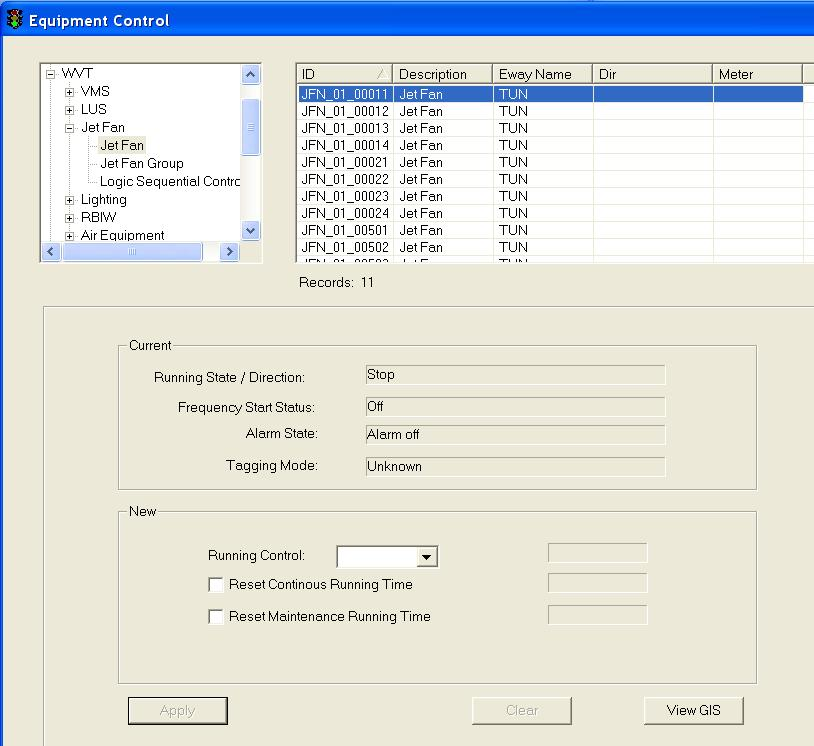 Equipment Control
WVT
VMS
LUS
Jet Fan
Jet Fan
Jet Fan Group
Logic Sequential Contro
Lighting
RBIW
Air Equipment
ID Description Eway Name Dir Meter
JFN_01_00011 Jet Fan TUN
JFN_01_00012 Jet Fan TUN
JFN_01_00013 Jet Fan TUN
JFN_01_00014 Jet Fan TUN
JFN_01_00021 Jet Fan TUN
JFN_01_00022 Jet Fan TUN
JFN_01_00023 Jet Fan TUN
JFN_01_00024 Jet Fan TUN
JFN_01_00501 Jet Fan TUN
JFN_01_00502 Jet Fan TUN
JFN_01_00503 Jet Fan TUN
Records: 11
Current
Running State / Direction: Stop
Frequency Start Status: Off
Alarm State: Alarm off
Tagging Mode: Unknown
New
Running Control:
Reset Continous Running Time
Reset Maintenance Running Time
Apply Clear View GIS